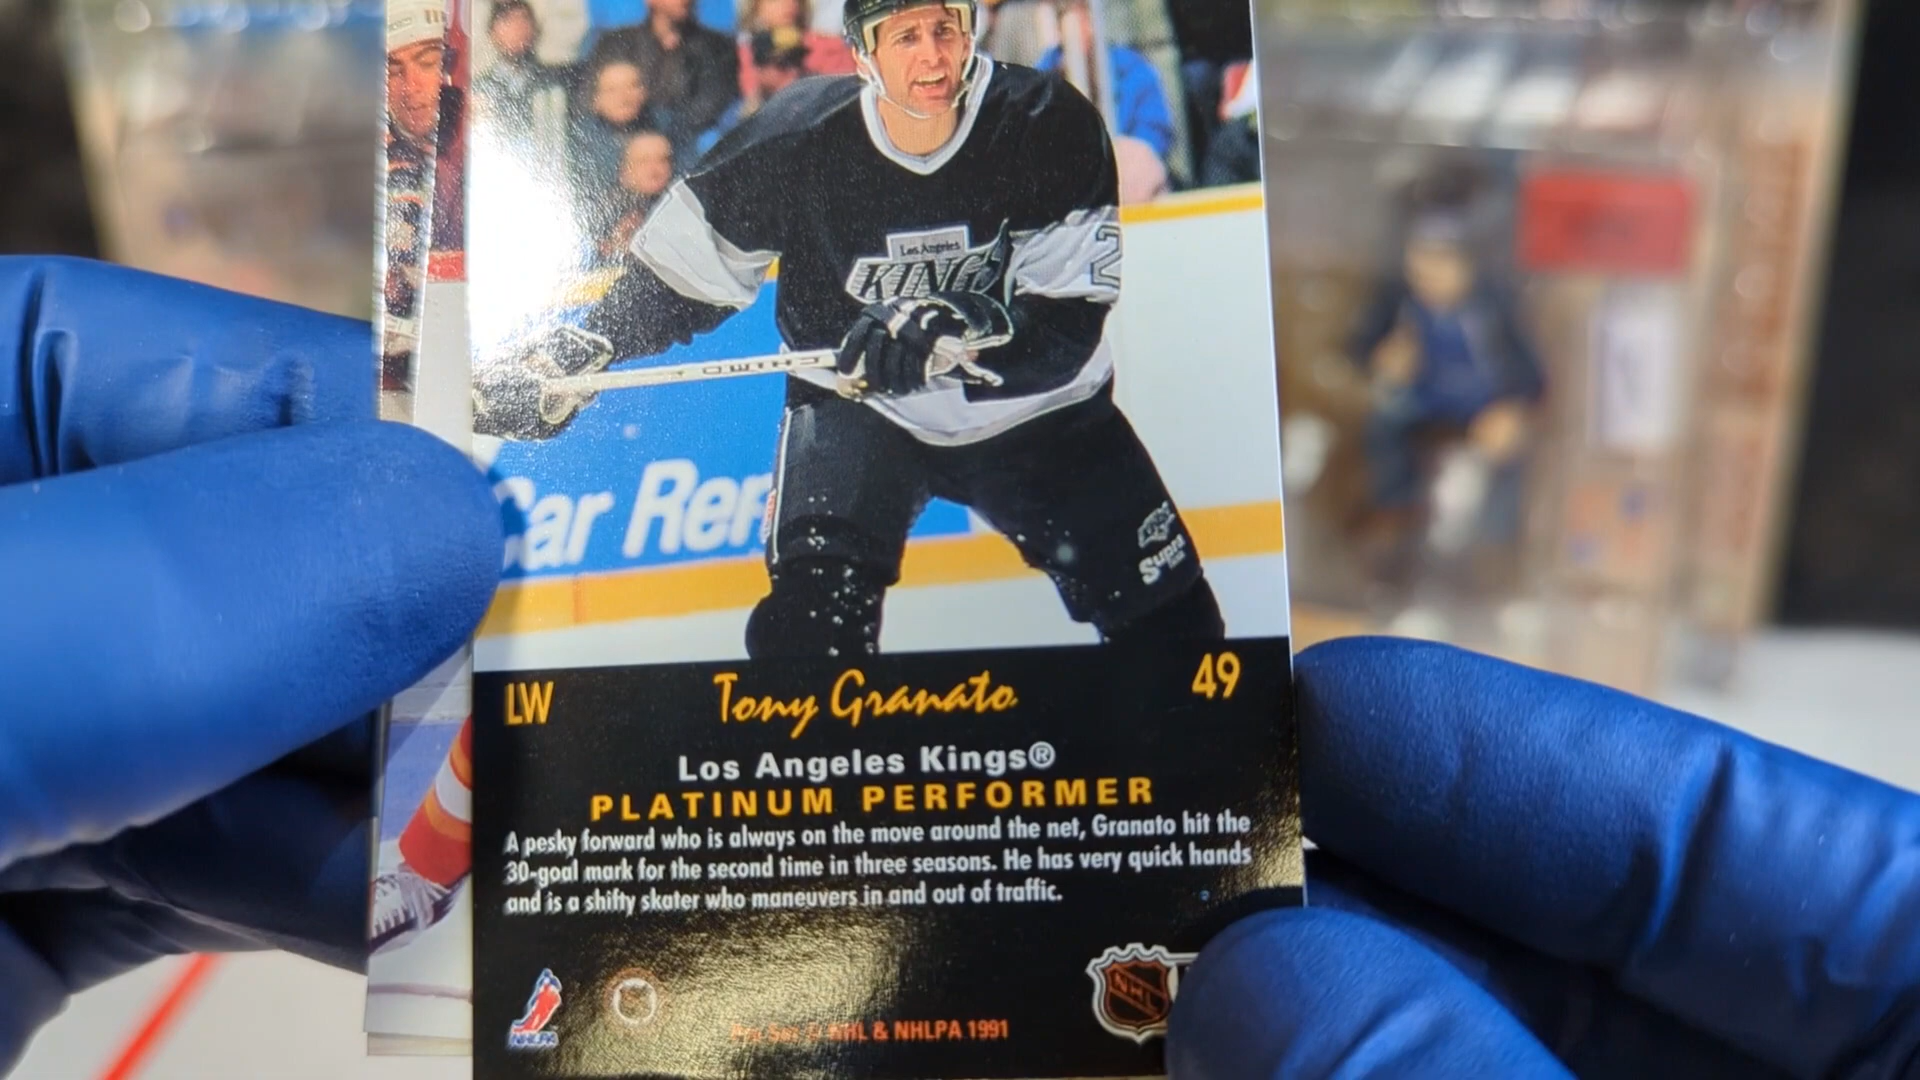 Los Angeles
KINGS
Car Ren
Supra
LW
Tony Granato
49
Los Angeles Kings®
PLATINUM PERFORMER
A pesky forward who is always on the move around the net, Granato hit the
30-goal mark for the second time in three seasons. He has very quick hands
and is a shifty skater who maneuvers in and out of traffic.
NHLPA
NHL
NHL & NHLPA 1991